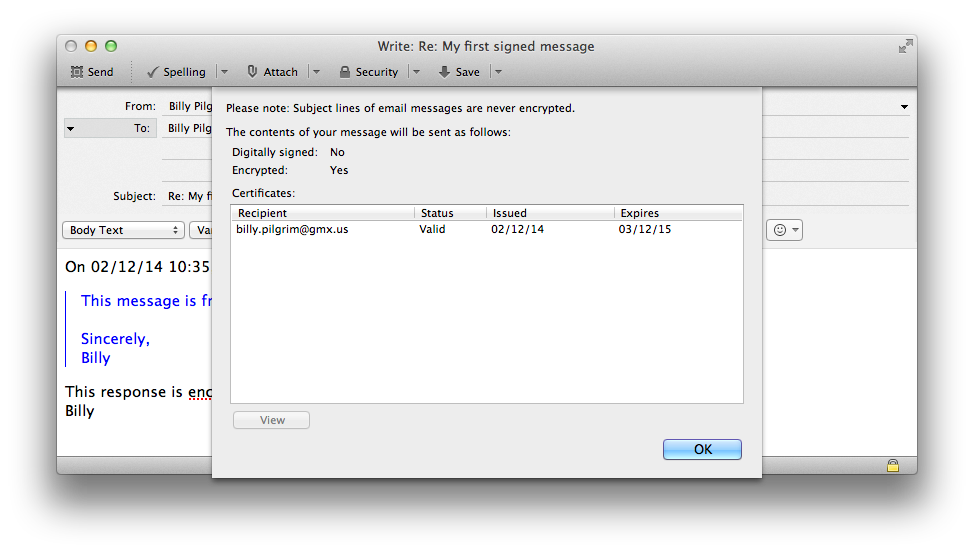 Write: Re: My first signed message
Send Spelling Attach Security Save
From: Billy Pilg
To: Billy Pilg
Subject: Re: My fi
Body Text Va
Please note: Subject lines of email messages are never encrypted.
The contents of your message will be sent as follows:
Digitally signed: No
Encrypted: Yes
Certificates:
Recipient Status Issued Expires
billy.pilgrim@gmx.us Valid 02/12/14 03/12/15
View
OK
On 02/12/14 10:35
This message is fr
Sincerely,
Billy
This response is enc
Billy